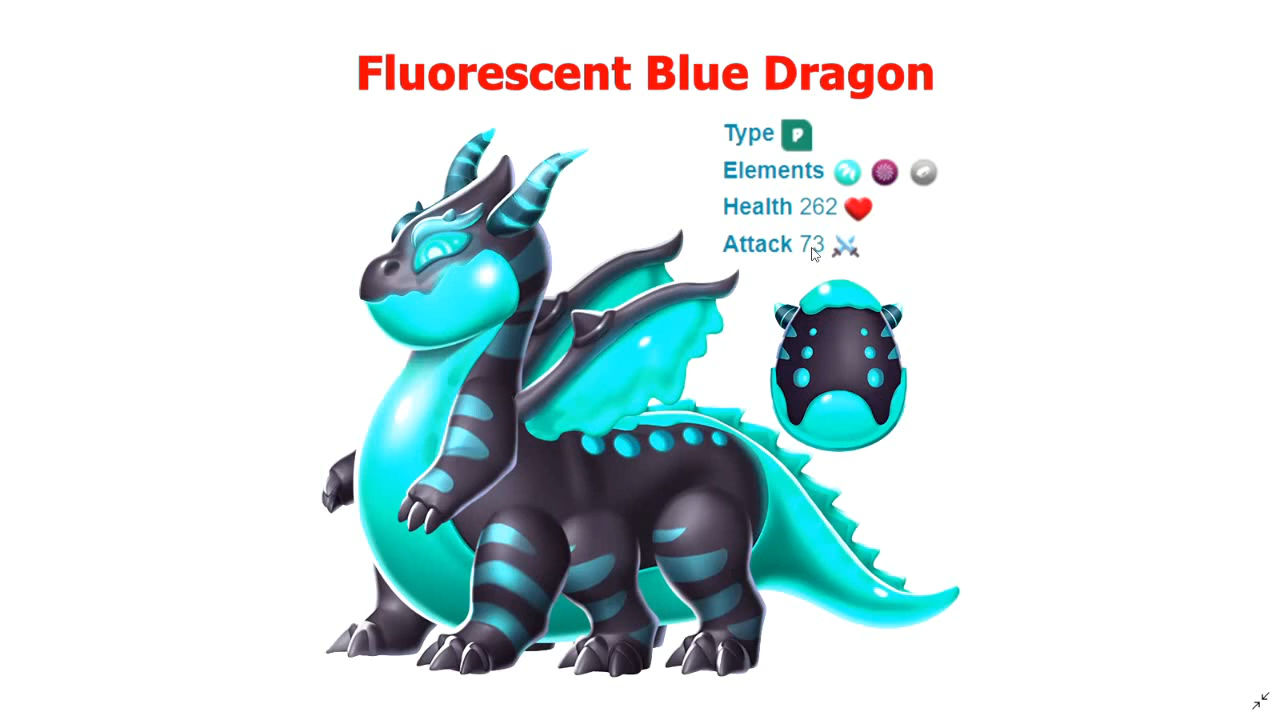 Fluorescent Blue Dragon
Type P
Elements
Health 262
Attack 73